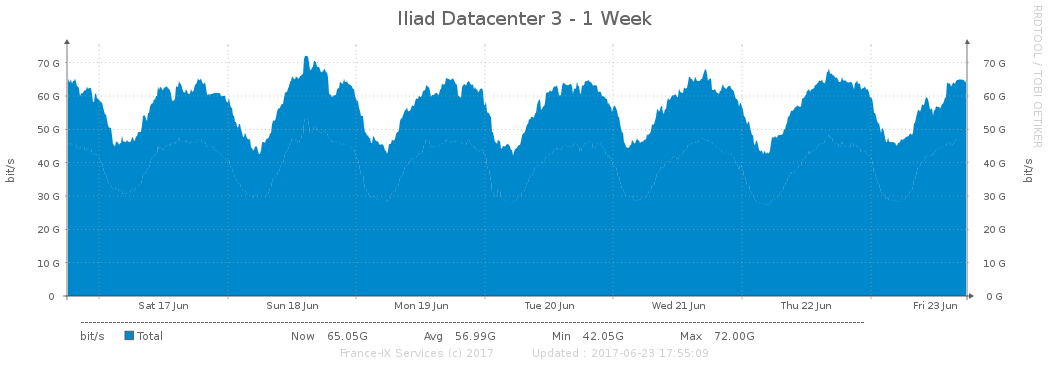 Iliad Datacenter 3 - 1 Week
RRDTOOL / TOBI OETIKER
70 G 70 G
60 G 60 G
50 G 50 G
40 G 40 G
30 G 30 G
20 G 20 G
10 G 10 G
0 0 G
bit/s bit/s
Sat 17 Jun Sun 18 Jun Mon 19 Jun Tue 20 Jun Wed 21 Jun Thu 22 Jun Fri 23 Jun
bit/s Total Now 65.05G Avg 56.99G Min 42.05G Max 72.00G
France-IX Services (c) 2017 Updated : 2017-06-23 17:55:09